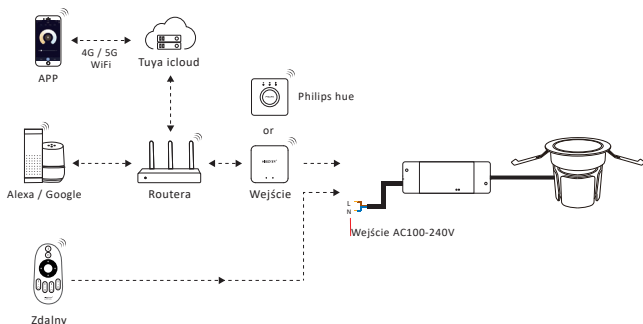 4G / 5G
WiFi
APP
Tuya icloud
Philips hue
or
Alexa / Google
Routera
Wejście
L
N
Wejście AC100-240V
Zdalny